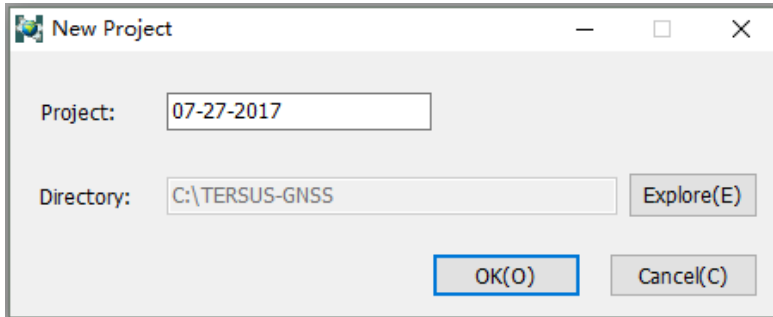 New Project
Project: 07-27-2017
Directory: C:\TERSUS-GNSS Explore(E)
OK(O) Cancel(C)